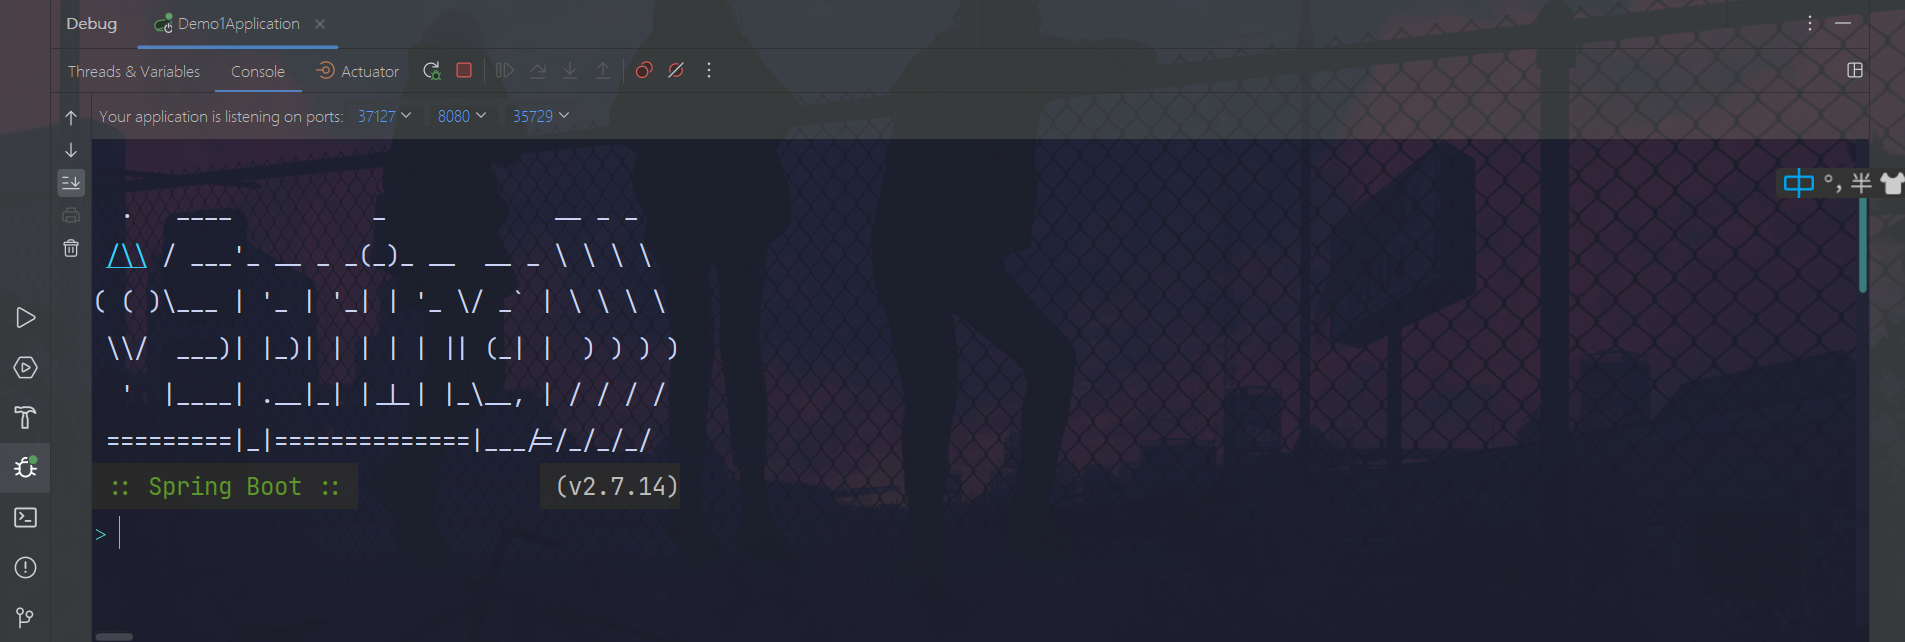 Debug Demo1Application
Threads & Variables Console Actuator
Your application is listening on ports: 37127 8080 35729
中 °, 半
  .   ____          _            __ _ _
 /\\ / ___'_ __ _ _(_)_ __  __ _ \ \ \ \
( ( )\___ | '_ | '_| | '_ \/ _` | \ \ \ \
 \\/  ___)| |_)| | | | | || (_| |  ) ) ) )
  '  |____| .__|_| |_|_| |_\__, | / / / /
 =========|_|==============|___/=/_/_/_/
:: Spring Boot :: (v2.7.14)
>